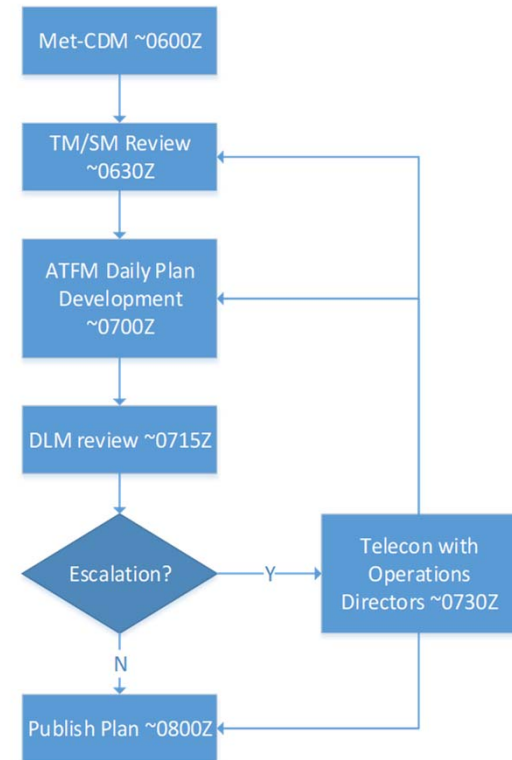 Met-CDM ~0600Z
TM/SM Review
~0630Z
ATFM Daily Plan
Development
~0700Z
DLM review ~0715Z
Escalation?
Y
Telecon with
Operations
Directors ~0730Z
N
Publish Plan ~0800Z